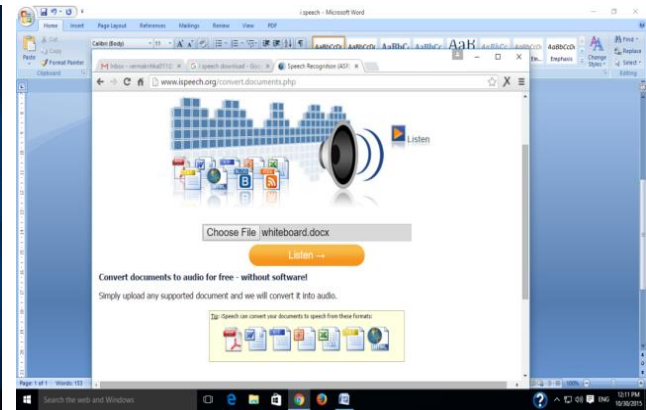 i speech - Microsoft Word
Home Insert Page Layout References Mailings Review View PDF
Cut
Copy
Format Painter
Paste
Clipboard
Calibri (Body)
AaBbCcDc AaBbCcDc AaBbC AaBbCc AaB AaBbCcDc
Emphasis
Change
Styles
Find
Replace
Select
Editing
Speech Recognition (ASR)
www.ispeech.org/convert.documents.php
Listen
Choose File whiteboard.docx
Listen →
Convert documents to audio for free - without software!
Simply upload any supported document and we will convert it into audio.
Tip: iSpeech can convert your documents to speech from these formats:
Page: 1 of 1 Words: 153
100%
Search the web and Windows
ENG
12:11 PM
10/30/2015